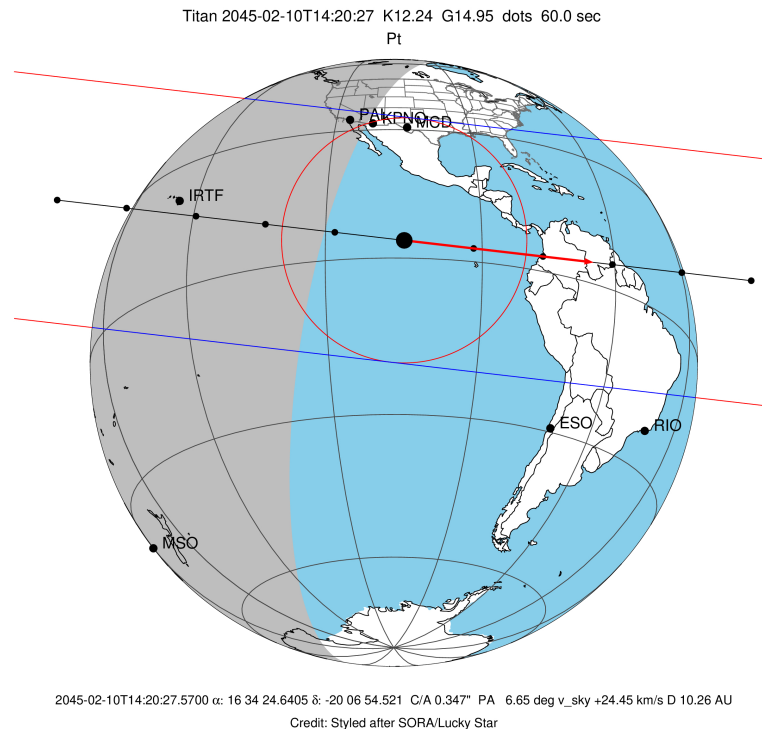 Titan 2045-02-10T14:20:27 K12.24 G14.95 dots 60.0 sec
Pt
PA KPNO MCD
IRTF
ESO
RIO
MSO
2045-02-10T14:20:27.5700 α: 16 34 24.6405 δ: -20 06 54.521 C/A 0.347" PA 6.65 deg v_sky +24.45 km/s D 10.26 AU
Credit: Styled after SORA/Lucky Star